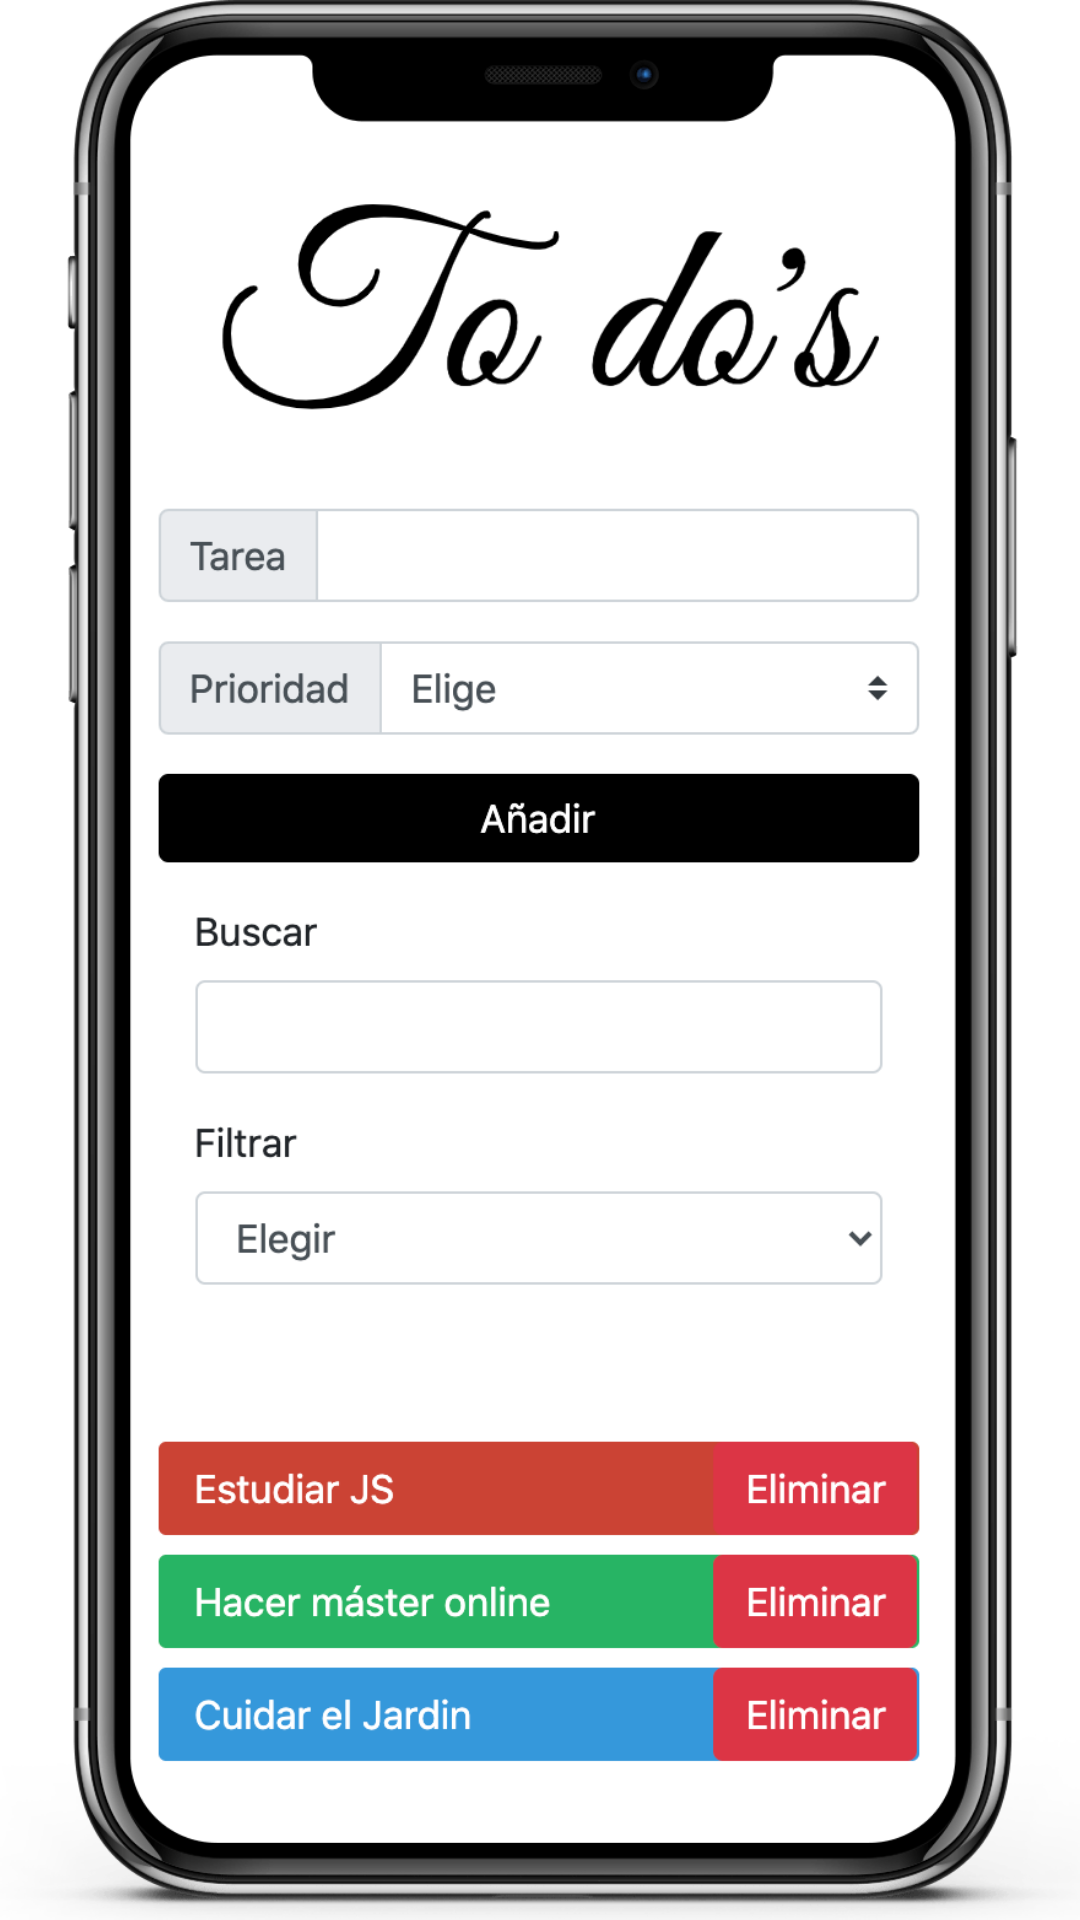 To do's
Tarea
Prioridad Elige
Añadir
Buscar
Filtrar
Elegir
Estudiar JS Eliminar
Hacer máster online Eliminar
Cuidar el Jardin Eliminar